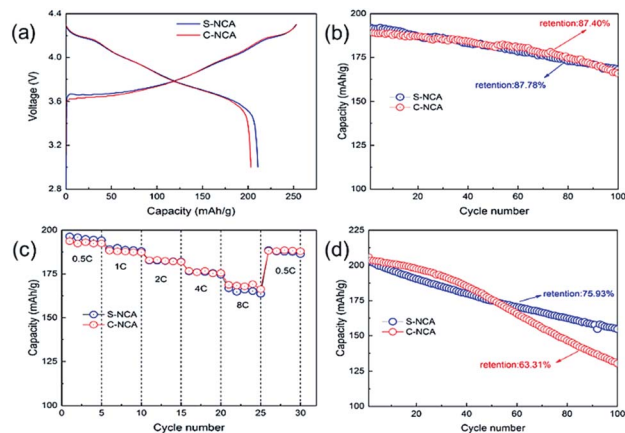 (a)
S-NCA
C-NCA
4.4
4.0
3.6
3.2
2.8
Voltage (V)
0 50 100 150 200 250
Capacity (mAh/g)
(b)
200
175
150
125
100
Capacity (mAh/g)
retention:87.40%
retention:87.78%
S-NCA
C-NCA
0 20 40 60 80 100
Cycle number
(c)
200
175
150
125
100
Capacity (mAh/g)
0.5C
1C
2C
4C
8C
0.5C
S-NCA
C-NCA
0 5 10 15 20 25 30
Cycle number
(d)
225
200
175
150
125
100
Capacity (mAh/g)
retention:75.93%
S-NCA
C-NCA
retention:63.31%
0 20 40 60 80 100
Cycle number